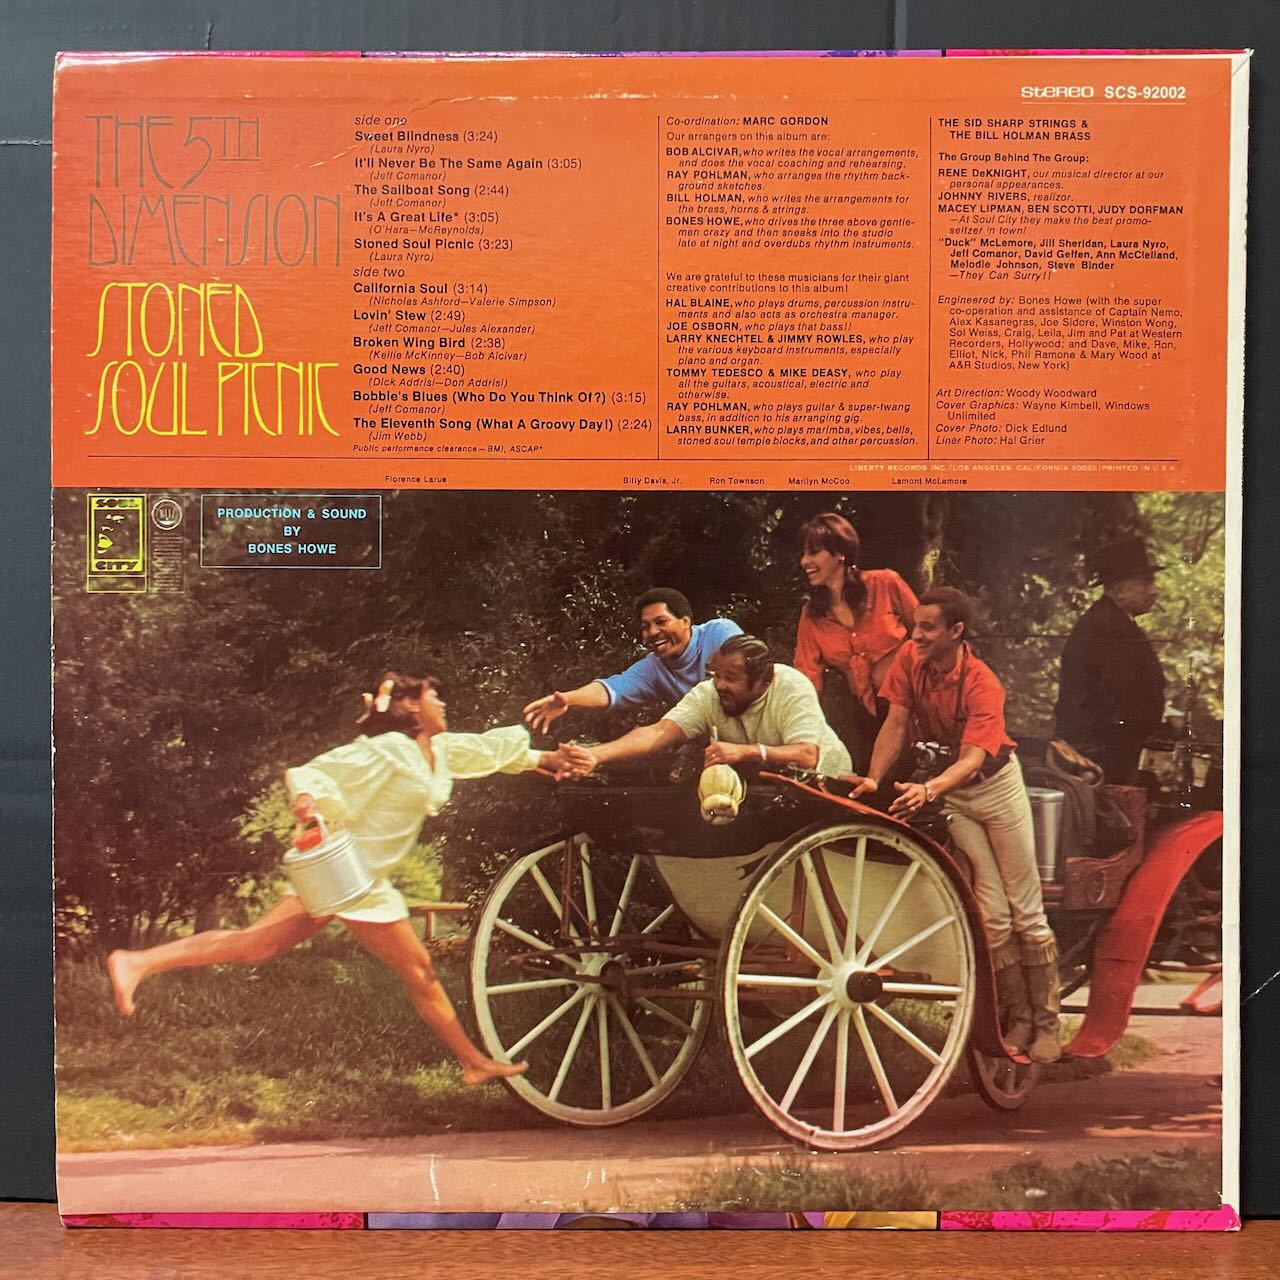 stereo SCS-92002
THE 5TH
DIMENSION
STONED
SOUL PICNIC
side one
Sweet Blindness (3:24)
(Laura Nyro)
It'll Never Be The Same Again (3:05)
(Jeff Comanor)
The Sailboat Song (2:44)
(Jeff Comanor)
It's A Great Life* (3:05)
(O'Hara—McReynolds)
Stoned Soul Picnic (3:23)
(Laura Nyro)
side two
California Soul (3:14)
(Nicholas Ashford—Valerie Simpson)
Lovin' Stew (2:49)
(Jeff Comanor—Jules Alexander)
Broken Wing Bird (2:38)
(Kellie McKinney—Bob Alcivar)
Good News (2:40)
(Dick Addrisi—Don Addrisi)
Bobbie's Blues (Who Do You Think Of?) (3:15)
(Jeff Comanor)
The Eleventh Song (What A Groovy Day!) (2:24)
(Jim Webb)
Public performance clearance—BMI, ASCAP*
Co-ordination: MARC GORDON
Our arrangers on this album are:
BOB ALCIVAR, who writes the vocal arrangements,
and does the vocal coaching and rehearsing.
RAY POHLMAN, who arranges the rhythm back-
ground sketches.
BILL HOLMAN, who writes the arrangements for
the brass, horns & strings.
BONES HOWE, who drives the three above gentle-
men crazy and then sneaks into the studio
late at night and overdubs rhythm instruments.
We are grateful to these musicians for their giant
creative contributions to this album!
HAL BLAINE, who plays drums, percussion instru-
ments and also acts as orchestra manager.
JOE OSBORN, who plays that bass!!
LARRY KNECHTEL & JIMMY ROWLES, who play
the various keyboard instruments, especially
piano and organ.
TOMMY TEDESCO & MIKE DEASY, who play
all the guitars, acoustical, electric and
otherwise.
RAY POHLMAN, who plays guitar & super-twang
bass, in addition to his arranging gig.
LARRY BUNKER, who plays marimba, vibes, bells,
stoned soul temple blocks, and other percussion.
THE SID SHARP STRINGS &
THE BILL HOLMAN BRASS
The Group Behind The Group:
RENE DeKNIGHT, our musical director at our
personal appearances.
JOHNNY RIVERS, realizor.
MACEY LIPMAN, BEN SCOTTI, JUDY DORFMAN
—At Soul City they make the best promo-
seltzer in town!
"Duck" McLemore, Jill Sheridan, Laura Nyro,
Jeff Comanor, David Geffen, Ann McClelland,
Melodie Johnson, Steve Binder
—They Can Surry!!
Engineered by: Bones Howe (with the super
co-operation and assistance of Captain Nemo,
Alex Kasanegras, Joe Sidore, Winston Wong,
Sol Weiss, Craig, Leila, Jim and Pat at Western
Recorders, Hollywood; and Dave, Mike, Ron,
Elliot, Nick, Phil Ramone & Mary Wood at
A&R Studios, New York)
Art Direction: Woody Woodward
Cover Graphics: Wayne Kimbell, Windows
Unlimited
Cover Photo: Dick Edlund
Liner Photo: Hal Grier
LIBERTY RECORDS INC./LOS ANGELES CALIFORNIA 90028/PRINTED IN U S A
Florence Larue Billy Davis, Jr. Ron Townson Marilyn McCoo Lamont McLemore
SOUL
CITY
PRODUCTION & SOUND
BY
BONES HOWE